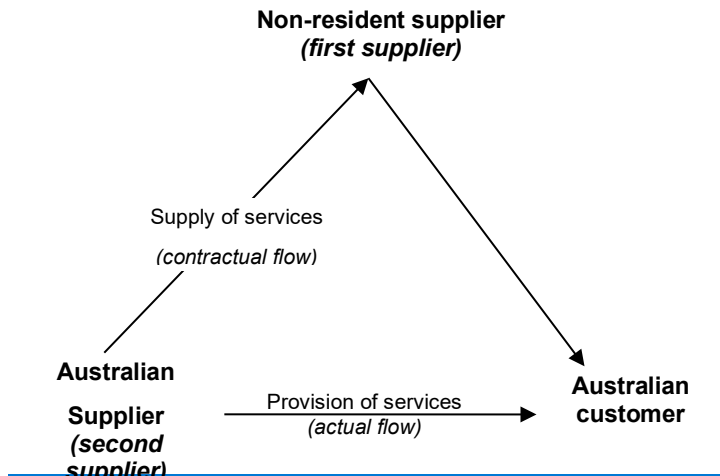 Non-resident supplier
(first supplier)
Supply of services
(contractual flow)
Australian
Supplier
(second
supplier)
Provision of services
(actual flow)
Australian
customer